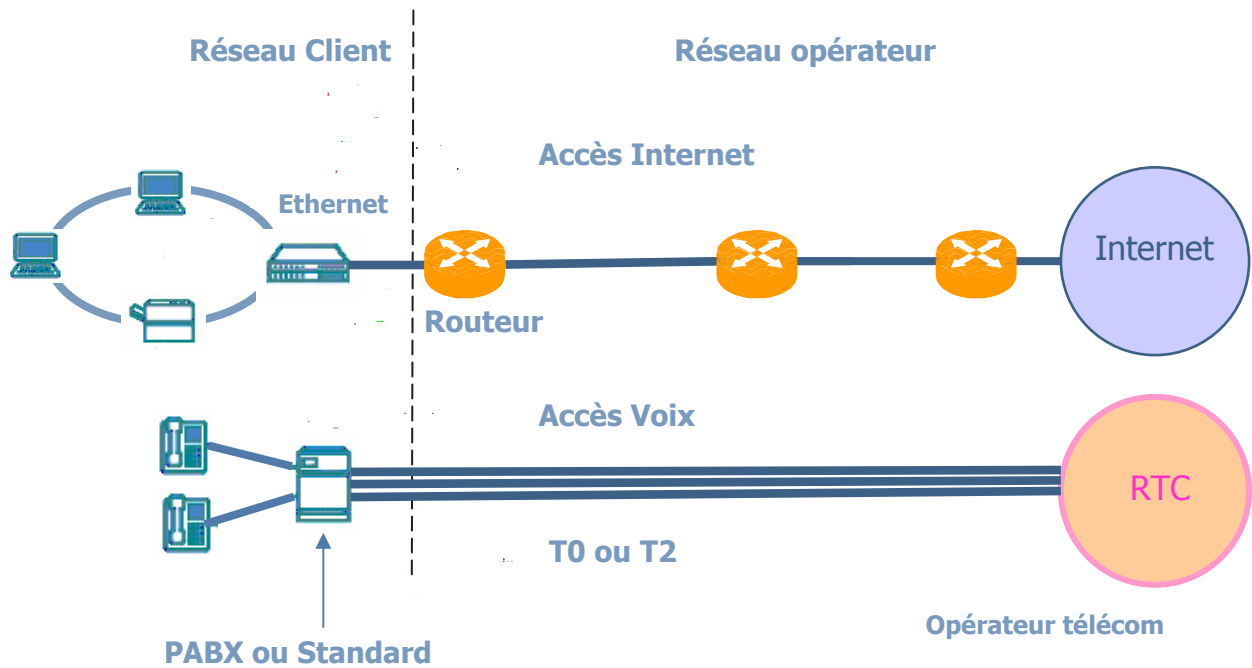 Réseau Client
Réseau opérateur
Accès Internet
Ethernet
Internet
Routeur
Accès Voix
RTC
T0 ou T2
Opérateur télécom
PABX ou Standard